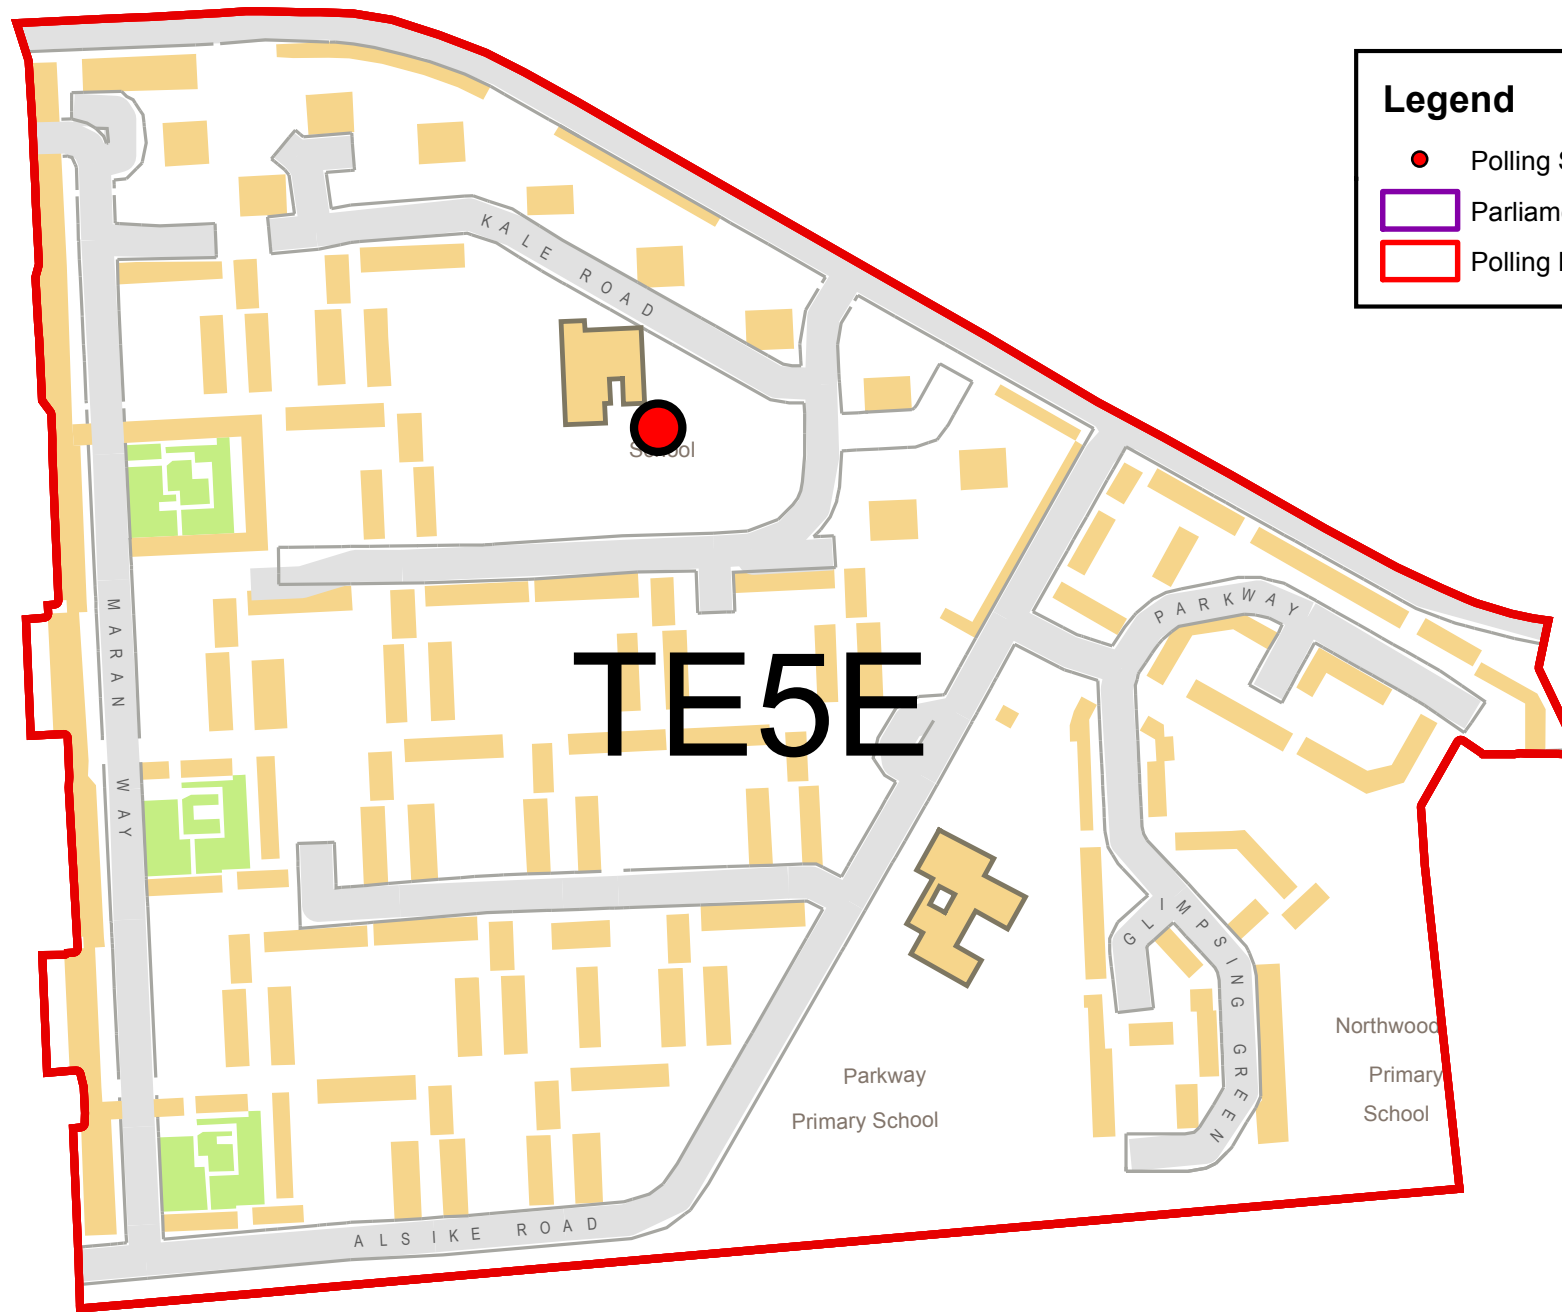 Legend
Polling S
Parliam
Polling
KALE ROAD
School
MARAN WAY
TE5E
PARKWAY
GLIMPSING GREEN
Northwood
Primary
School
Parkway
Primary School
ALSIKE ROAD